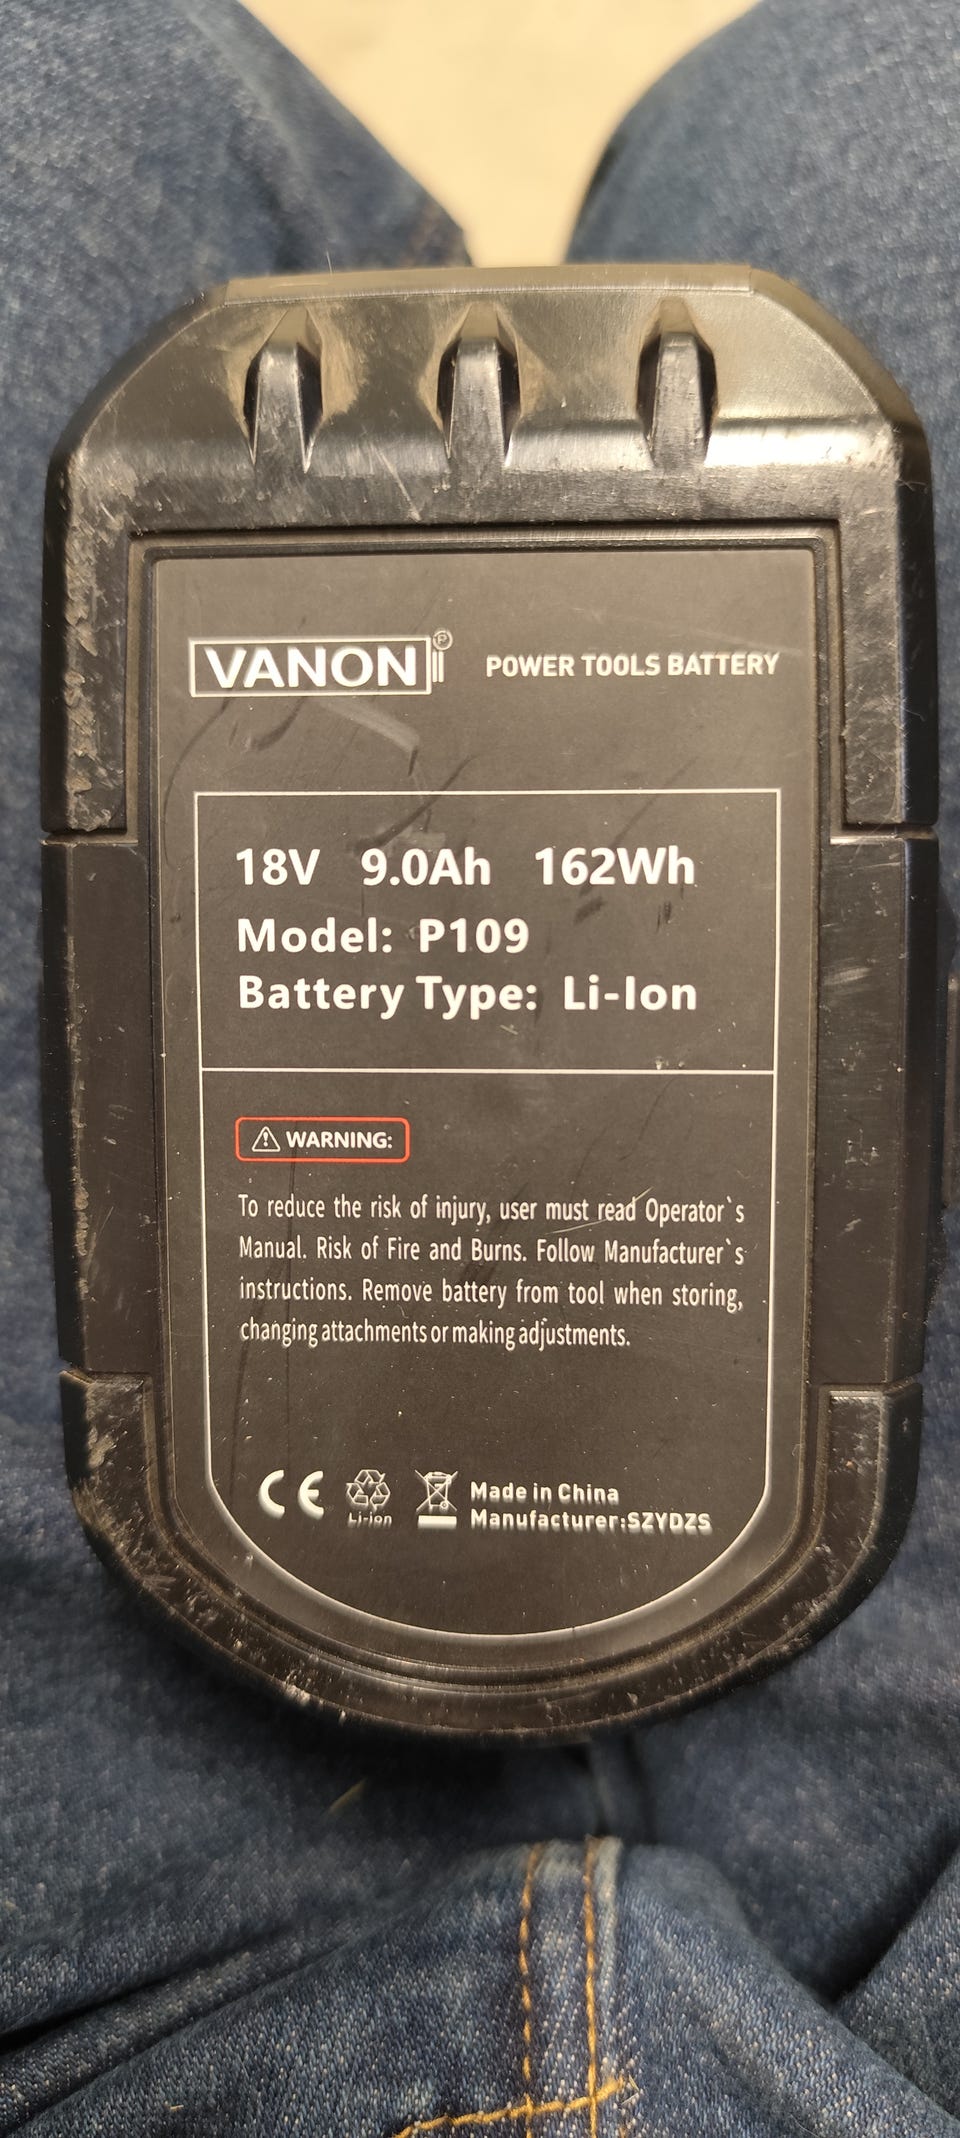 VANON ℗
POWER TOOLS BATTERY
18V 9.0Ah 162Wh
Model: P109
Battery Type: Li-Ion
WARNING:
To reduce the risk of injury, user must read Operator`s
Manual. Risk of Fire and Burns. Follow Manufacturer`s
instructions. Remove battery from tool when storing,
changing attachments or making adjustments.
CE
Li-ion
Made in China
Manufacturer:SZYDZS